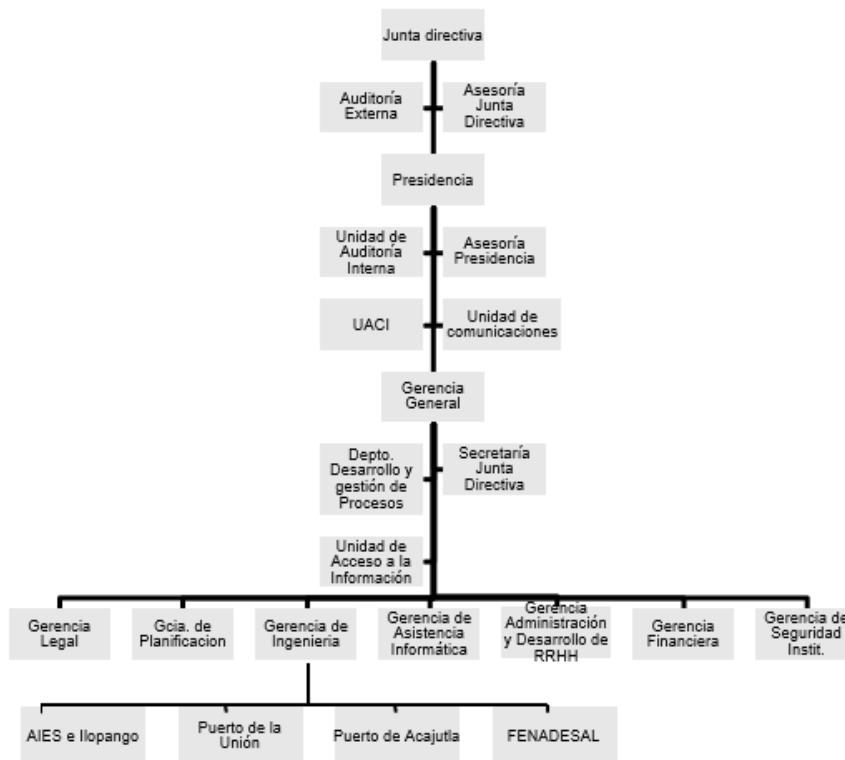 Junta directiva
Auditoría
Externa
Asesoría
Junta
Directiva
Presidencia
Unidad de
Auditoría
Interna
Asesoría
Presidencia
UACI
Unidad de
comunicaciones
Gerencia
General
Depto.
Desarrollo y
gestión de
Procesos
Secretaría
Junta
Directiva
Unidad de
Acceso a la
Información
Gerencia
Legal
Gcia. de
Planificacion
Gerencia de
Ingenieria
Gerencia de
Asistencia
Informática
Gerencia
Administración
y Desarrollo de
RRHH
Gerencia
Financiera
Gerencia de
Seguridad
Instit.
AIES e Ilopango
Puerto de la
Unión
Puerto de Acajutla
FENADESAL